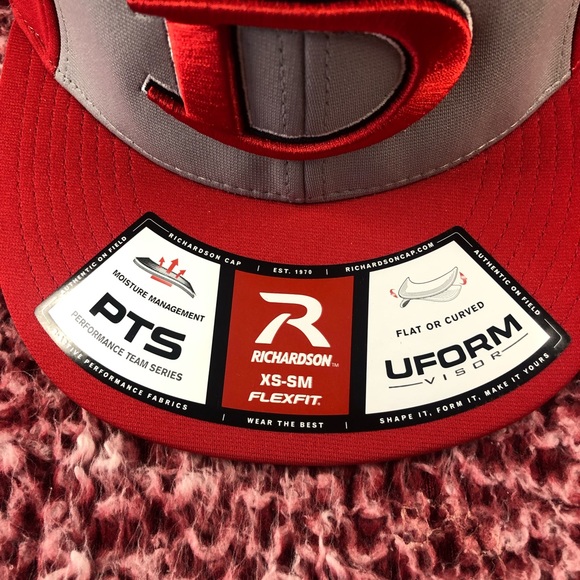 D
RICHARDSON CAP | EST. 1970 | RICHARDSONCAP.COM
AUTHENTIC ON FIELD
MOISTURE MANAGEMENT
PTS
PERFORMANCE TEAM SERIES
PERFORMANCE FABRICS
R
RICHARDSON™
XS-SM
FLEXFIT®
WEAR THE BEST
AUTHENTIC ON FIELD
FLAT OR CURVED
UFORM
VISOR
SHAPE IT, FORM IT, MAKE IT YOURS